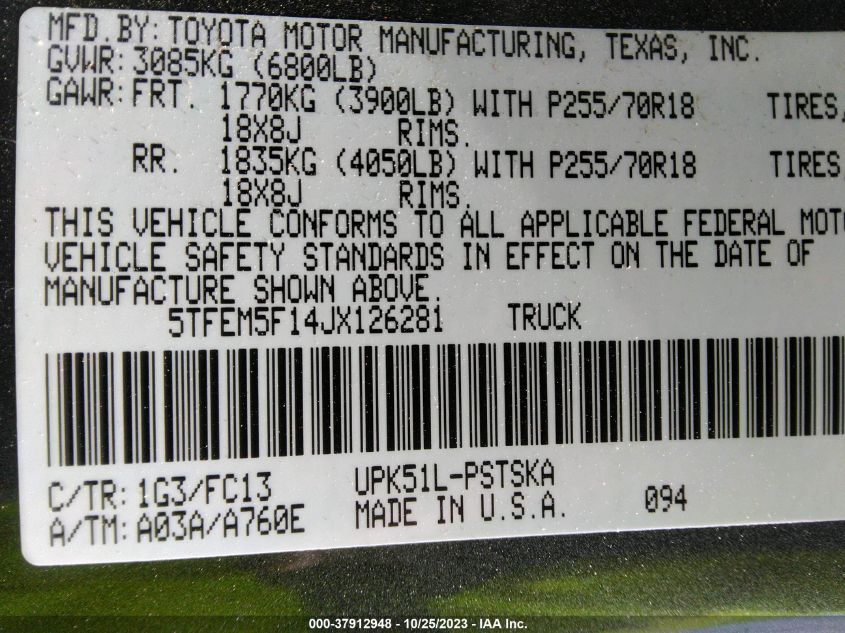 MFD.BY: TOYOTA MOTOR MANUFACTURING, TEXAS, INC.
GVWR: 3085KG (6800LB)
GAWR: FRT. 1770KG (3900LB) WITH P255/70R18 TIRES,
18X8J RIMS.
RR. 1835KG (4050LB) WITH P255/70R18 TIRES
18X8J RIMS.
THIS VEHICLE CONFORMS TO ALL APPLICABLE FEDERAL MOTO
VEHICLE SAFETY STANDARDS IN EFFECT ON THE DATE OF
MANUFACTURE SHOWN ABOVE.
5TFEM5F14JX126281 TRUCK
C/TR: 1G3/FC13 UPK51L-PSTSKA
A/TM: A03A/A760E MADE IN U.S.A. 094
000-37912948 - 10/25/2023 - IAA Inc.